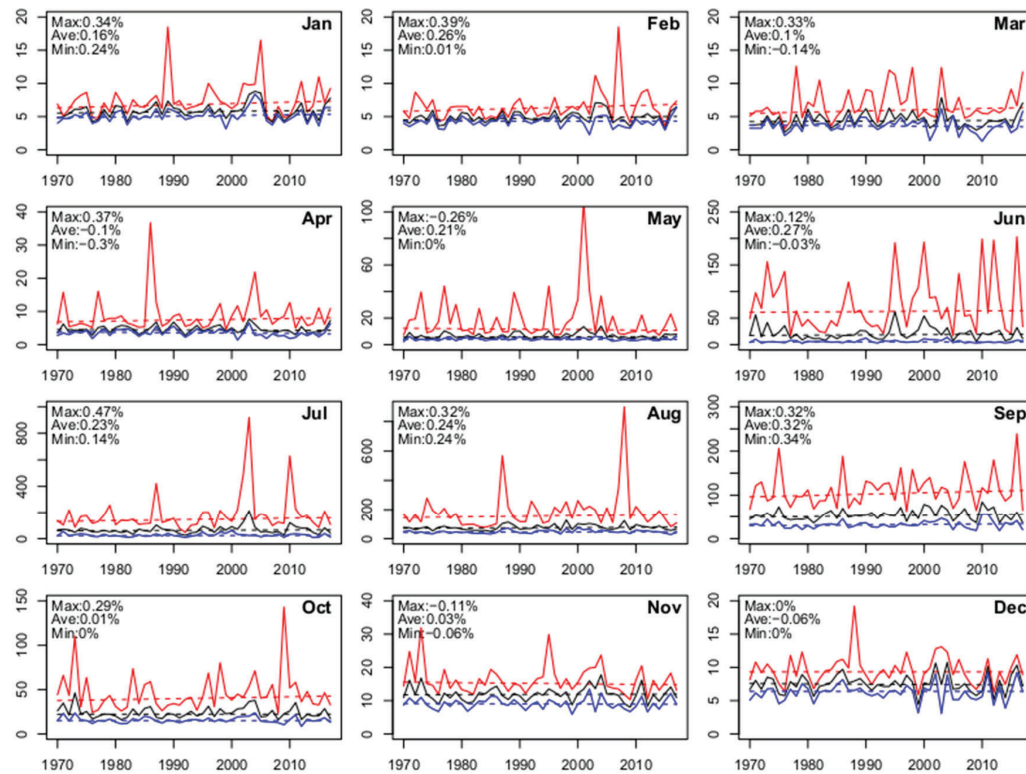 Max:0.34%
Ave:0.16%
Min:0.24%
Jan
0 5 10 15 20
1970 1980 1990 2000 2010
Max:0.39%
Ave:0.26%
Min:0.01%
Feb
0 5 10 15 20
1970 1980 1990 2000 2010
Max:0.33%
Ave:0.1%
Min:−0.14%
Mar
0 5 10 15 20
1970 1980 1990 2000 2010
Max:0.37%
Ave:−0.1%
Min:−0.3%
Apr
0 10 20 30 40
1970 1980 1990 2000 2010
Max:−0.26%
Ave:0.21%
Min:0%
May
0 20 60 100
1970 1980 1990 2000 2010
Max:0.12%
Ave:0.27%
Min:−0.03%
Jun
0 50 150 250
1970 1980 1990 2000 2010
Max:0.47%
Ave:0.23%
Min:0.14%
Jul
0 400 800
1970 1980 1990 2000 2010
Max:0.32%
Ave:0.24%
Min:0.24%
Aug
0 200 600
1970 1980 1990 2000 2010
Max:0.32%
Ave:0.32%
Min:0.34%
Sep
0 100 200 300
1970 1980 1990 2000 2010
Max:0.29%
Ave:0.01%
Min:0%
Oct
0 50 100 150
1970 1980 1990 2000 2010
Max:−0.11%
Ave:0.03%
Min:−0.06%
Nov
0 10 20 30 40
1970 1980 1990 2000 2010
Max:0%
Ave:−0.06%
Min:0%
Dec
0 5 10 15 20
1970 1980 1990 2000 2010